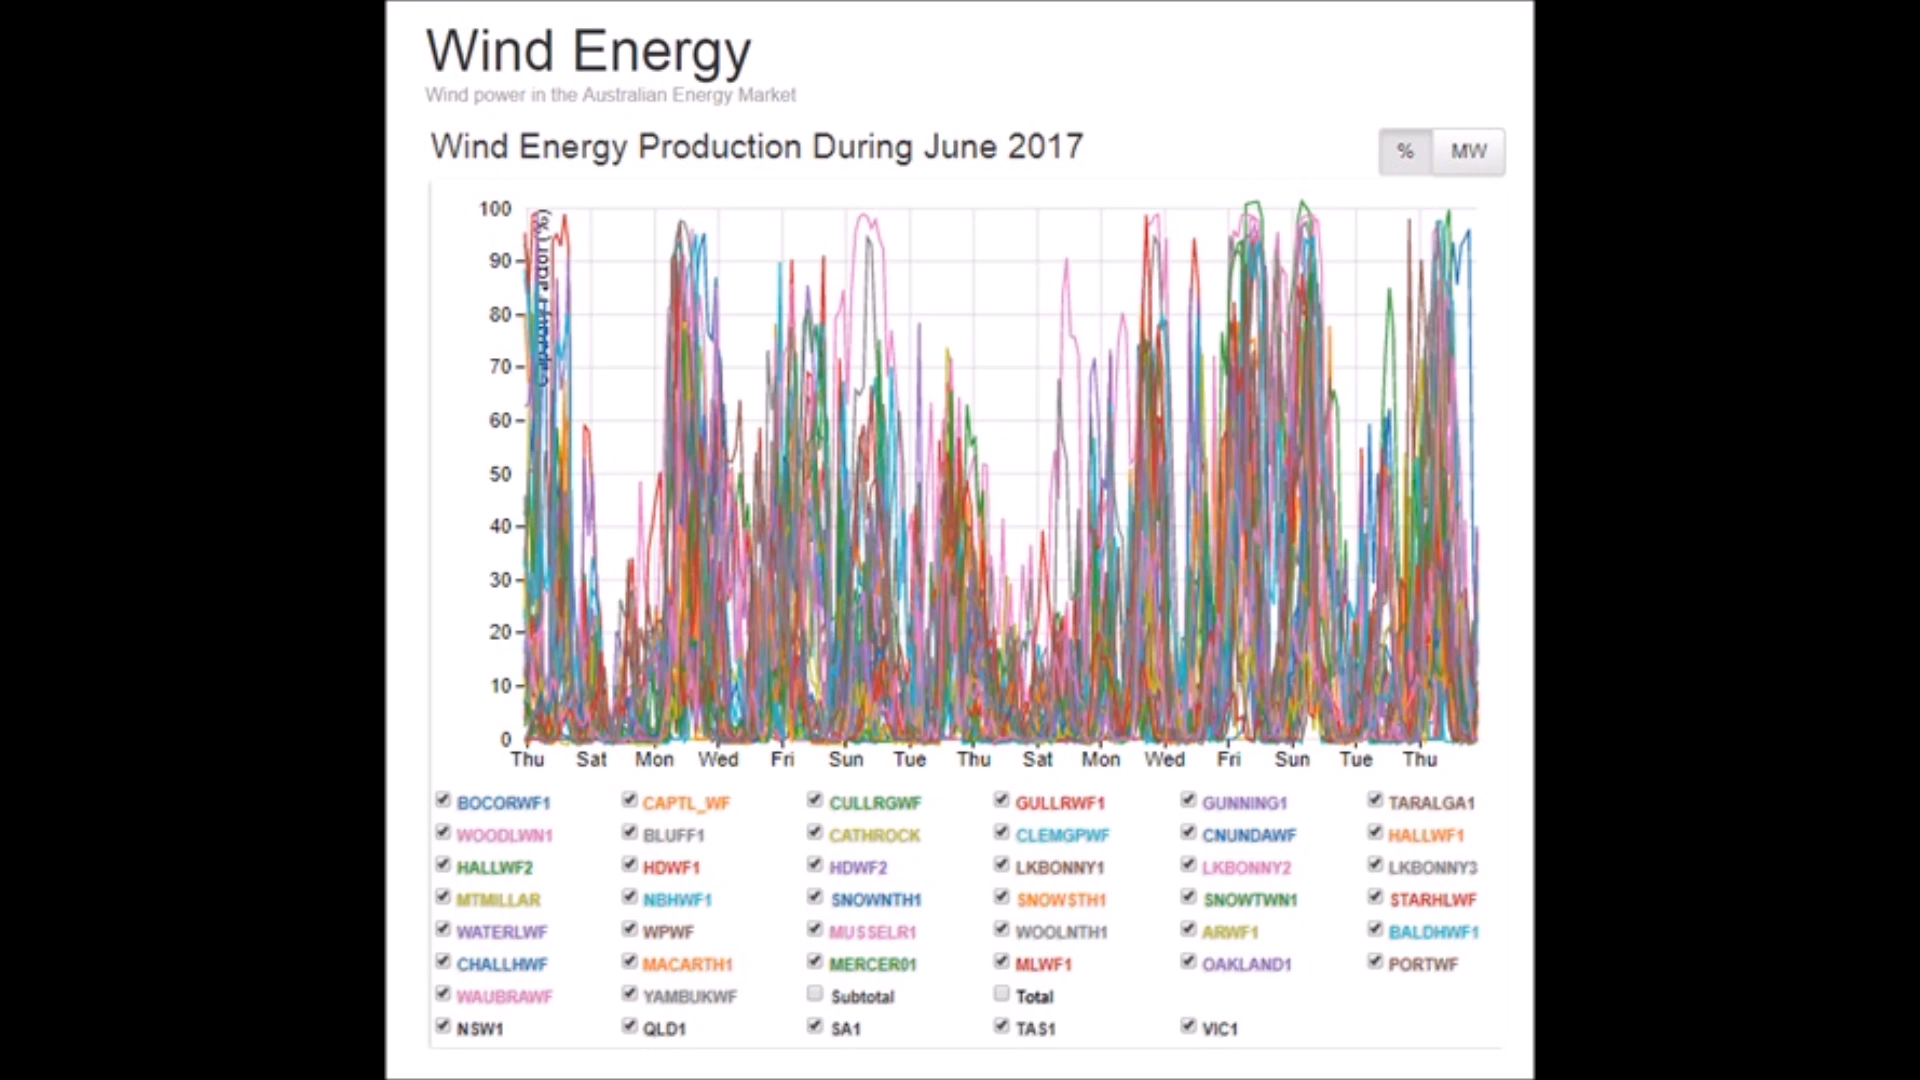 Wind Energy
Wind power in the Australian Energy Market
Wind Energy Production During June 2017
% MW
Capacity Factor (%)
100
90
80
70
60
50
40
30
20
10
0
Thu Sat Mon Wed Fri Sun Tue Thu Sat Mon Wed Fri Sun Tue Thu
BOCORWF1 CAPTL_WF CULLRGWF GULLRWF1 GUNNING1 TARALGA1
WOODLWN1 BLUFF1 CATHROCK CLEMGPWF CNUNDAWF HALLWF1
HALLWF2 HDWF1 HDWF2 LKBONNY1 LKBONNY2 LKBONNY3
MTMILLAR NBHWF1 SNOWNTH1 SNOWSTH1 SNOWTWN1 STARHLWF
WATERLWF WPWF MUSSELR1 WOOLNTH1 ARWF1 BALDHWF1
CHALLHWF MACARTH1 MERCER01 MLWF1 OAKLAND1 PORTWF
WAUBRAWF YAMBUKWF Subtotal Total
NSW1 QLD1 SA1 TAS1 VIC1